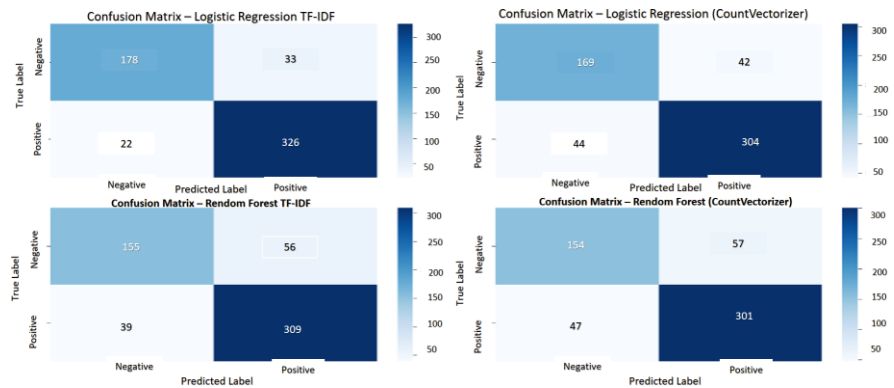 Confusion Matrix – Logistic Regression TF-IDF
True Label
Negative
Positive
178
33
22
326
300
250
200
150
100
50
Negative
Positive
Predicted Label
Confusion Matrix – Logistic Regression (CountVectorizer)
True Label
Negative
Positive
169
42
44
304
300
250
200
150
100
50
Negative
Positive
Predicted Label
Confusion Matrix – Rendom Forest TF-IDF
True Label
Negative
Positive
155
56
39
309
300
250
200
150
100
50
Negative
Positive
Predicted Label
Confusion Matrix – Rendom Forest (CountVectorizer)
True Label
Negative
Positive
154
57
47
301
300
250
200
150
100
50
Negative
Positive
Predicted Label